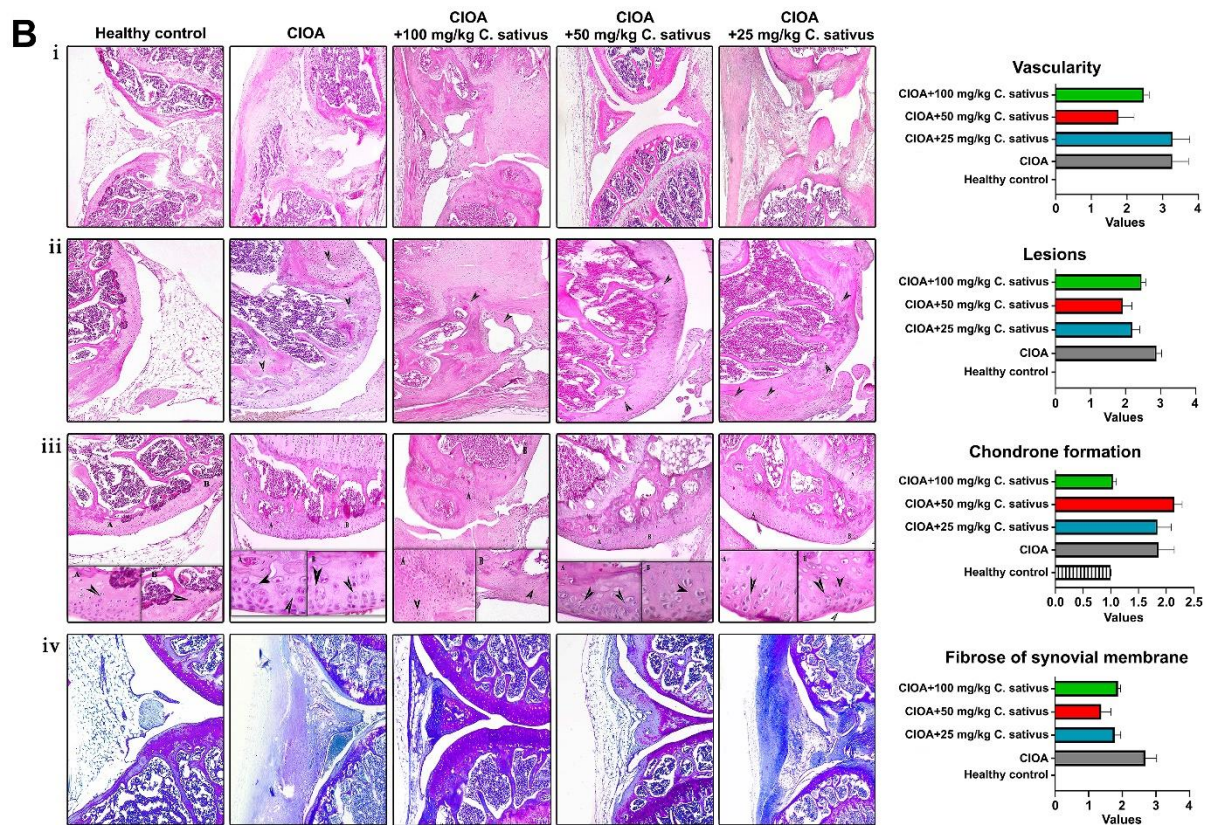 B
Healthy control
CIOA
CIOA
+100 mg/kg C. sativus
CIOA
+50 mg/kg C. sativus
CIOA
+25 mg/kg C. sativus
i
ii
iii
A
B
A
B
A
B
A
B
A
B
A
B
A
B
A
B
iv
Vascularity
CIOA+100 mg/kg C. sativus
CIOA+50 mg/kg C. sativus
CIOA+25 mg/kg C. sativus
CIOA
Healthy control
0 1 2 3 4
Values
Lesions
CIOA+100 mg/kg C. sativus
CIOA+50 mg/kg C. sativus
CIOA+25 mg/kg C. sativus
CIOA
Healthy control
0 1 2 3 4
Values
Chondrone formation
CIOA+100 mg/kg C. sativus
CIOA+50 mg/kg C. sativus
CIOA+25 mg/kg C. sativus
CIOA
Healthy control
0.0 0.5 1.0 1.5 2.0 2.5
Values
Fibrose of synovial membrane
CIOA+100 mg/kg C. sativus
CIOA+50 mg/kg C. sativus
CIOA+25 mg/kg C. sativus
CIOA
Healthy control
0 1 2 3 4
Values